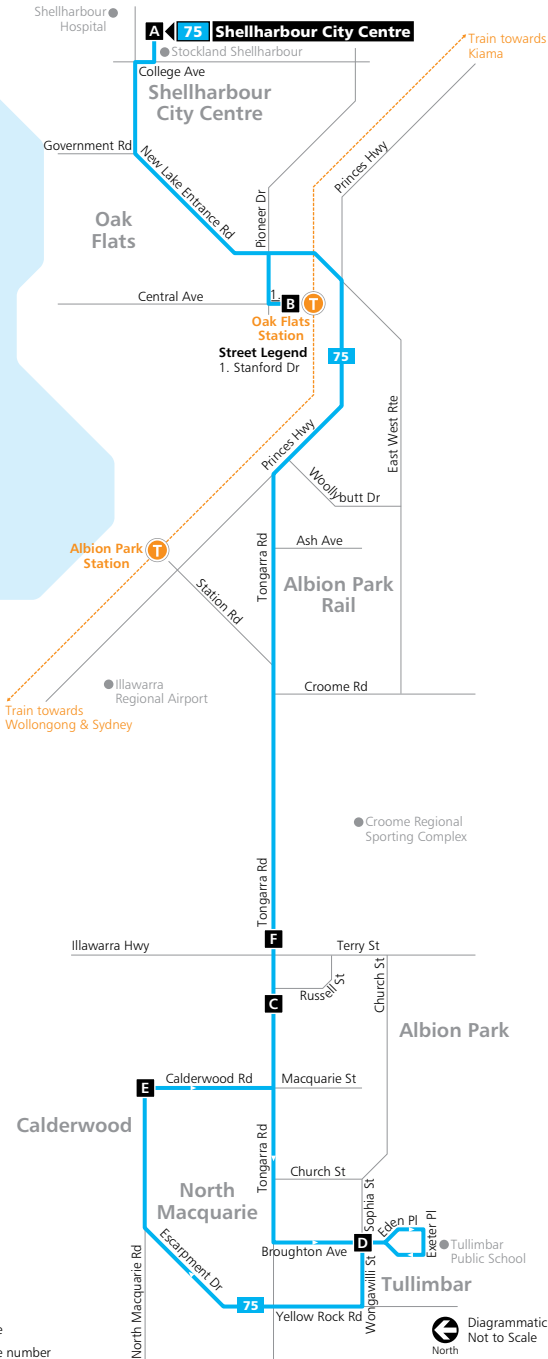 Shellharbour
Hospital
A
75
Shellharbour City Centre
Stockland Shellharbour
Train towards
Kiama
College Ave
Shellharbour
City Centre
Government Rd
New Lake Entrance Rd
Princes Hwy
Pioneer Dr
Oak
Flats
Central Ave
1.
B
T
Oak Flats
Station
Street Legend
1. Stanford Dr
75
East West Rte
Princes Hwy
Woollybutt Dr
Albion Park
Station
T
Tongarra Rd
Ash Ave
Albion Park
Rail
Station Rd
Illawarra
Regional Airport
Croome Rd
Train towards
Wollongong & Sydney
Croome Regional
Sporting Complex
Tongarra Rd
F
Illawarra Hwy
Terry St
Church St
Russell St
C
Albion Park
E
Calderwood Rd
Macquarie St
Calderwood
Tongarra Rd
Church St
North
Macquarie
Sophia St
Eden Pl
Exeter Pl
D
Broughton Ave
Tullimbar
Public School
North Macquarie Rd
Escarpment Dr
Wongawilli St
Tullimbar
75
Yellow Rock Rd
North
Diagrammatic
Not to Scale
e
e number